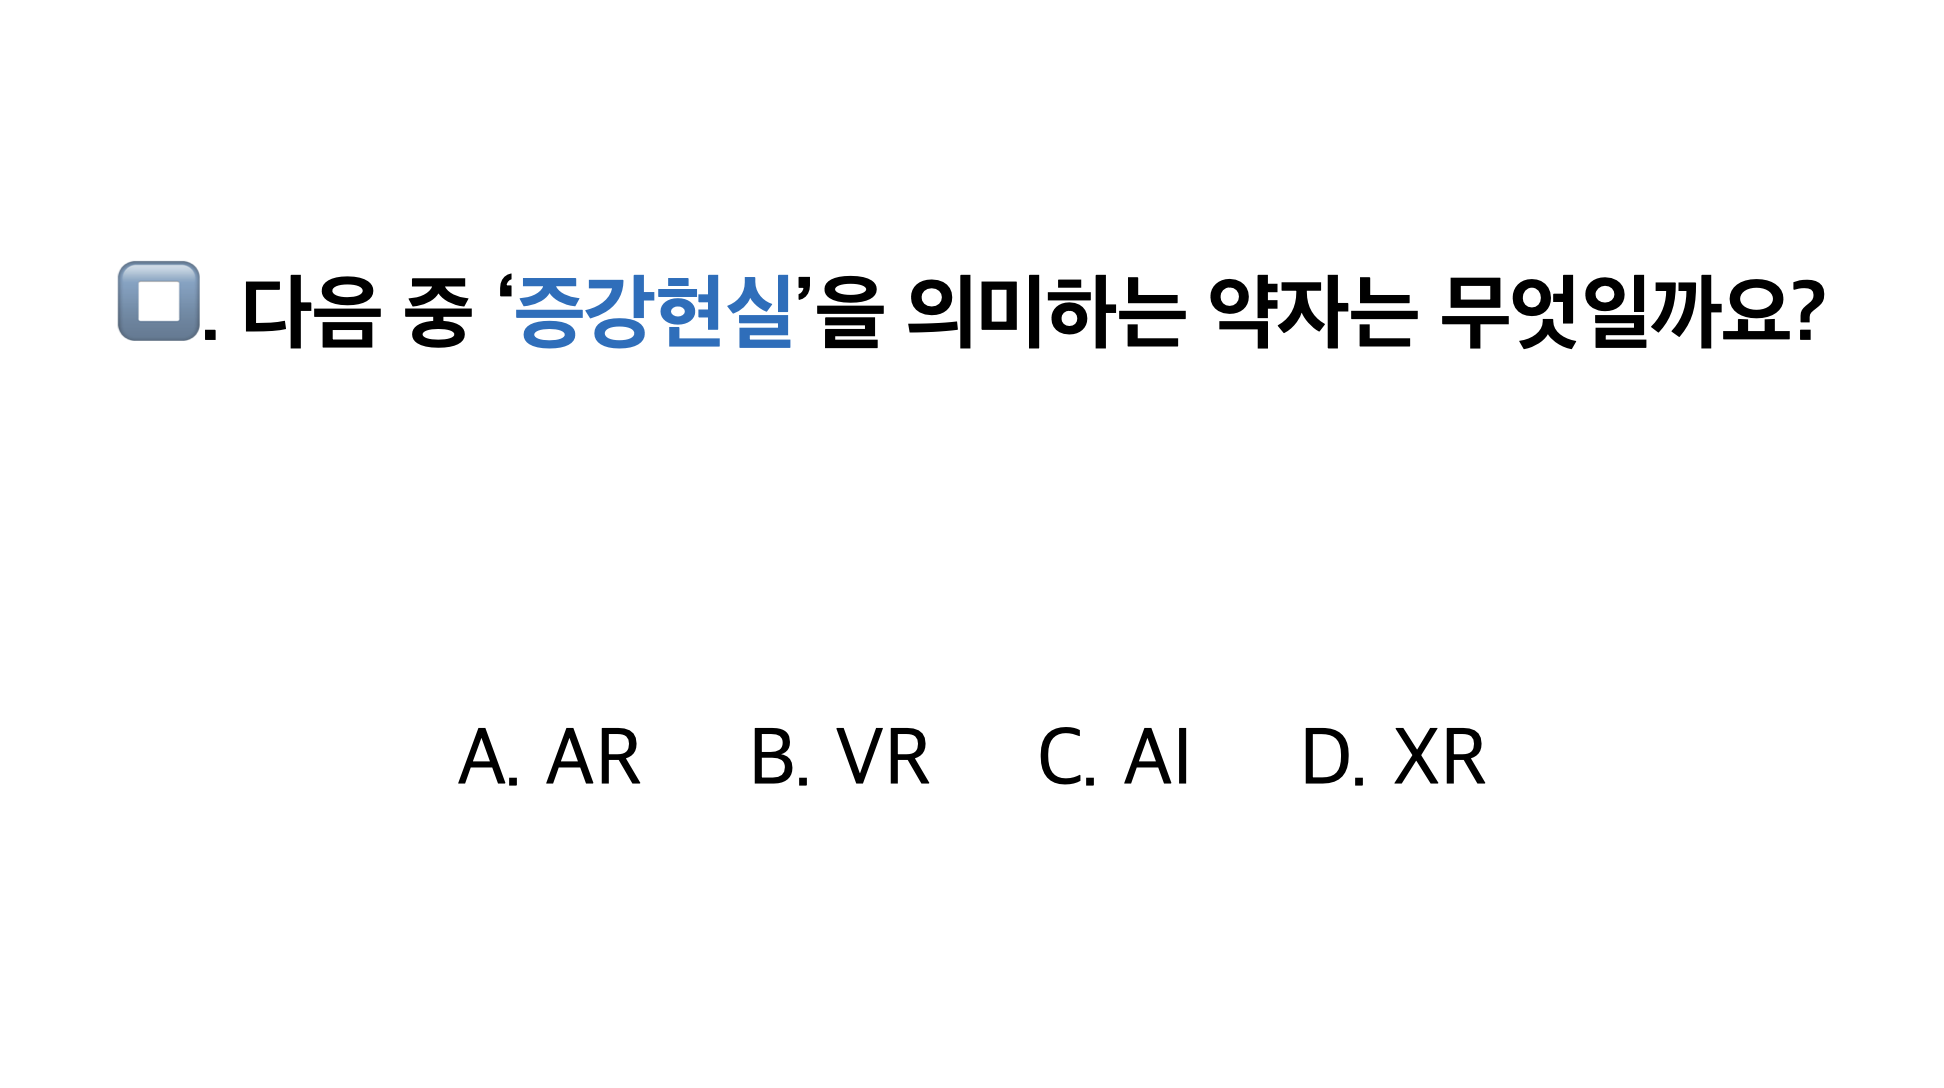 . 다음 중 ‘증강현실’을 의미하는 약자는 무엇일까요?
A. AR B. VR C. AI D. XR